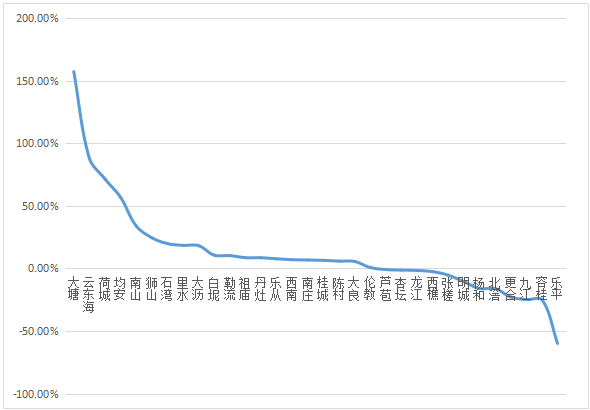 200.00%
150.00%
100.00%
50.00%
0.00%
-50.00%
-100.00%
大塘
云东海
荷城
均安
南山
狮山
石湾
里水
大沥
白坭
勒流
祖庙
丹灶
乐从
西南
南庄
桂城
陈村
大良
伦教
芦苞
杏坛
龙江
西樵
张槎
明城
杨和
北滘
更合
九江
容桂
乐平